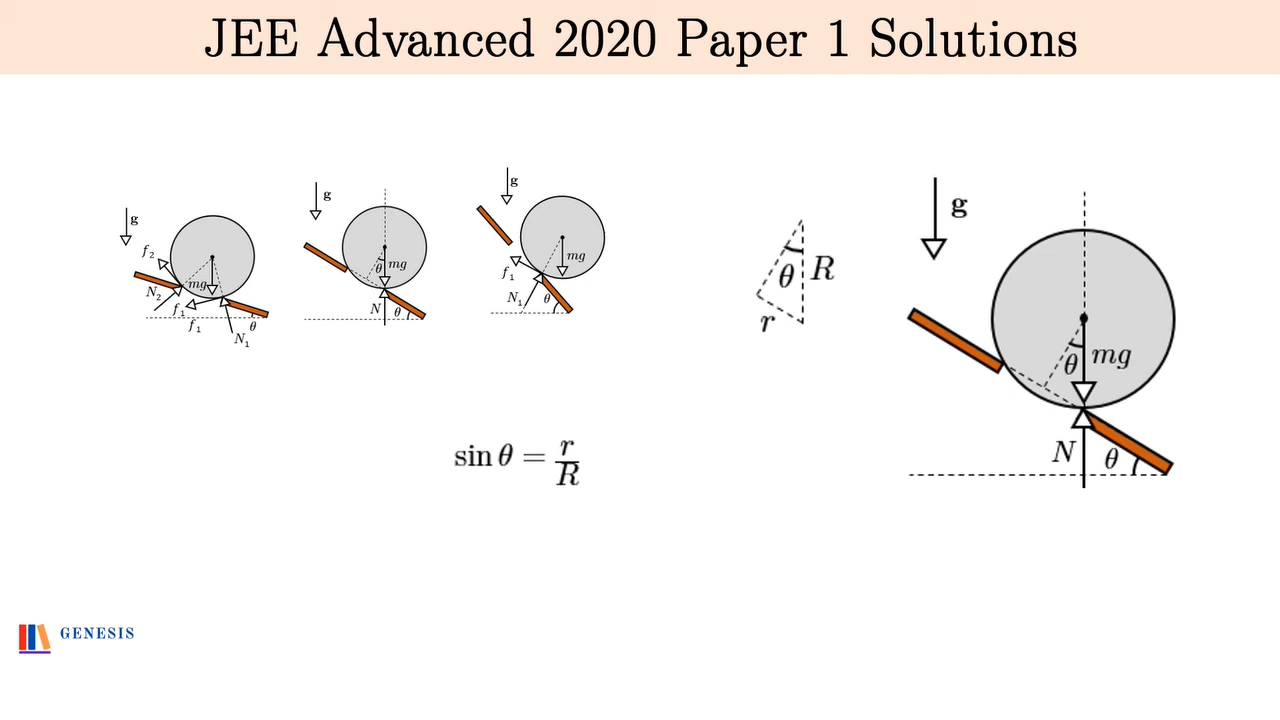 JEE Advanced 2020 Paper 1 Solutions
g
f₂
mg
N₂
f₁
f₁
θ
N₁
g
θ
mg
N
θ
g
mg
f₁
N₁
θ
θ
R
r
g
θ
mg
N
θ
sin θ = r/R
GENESIS